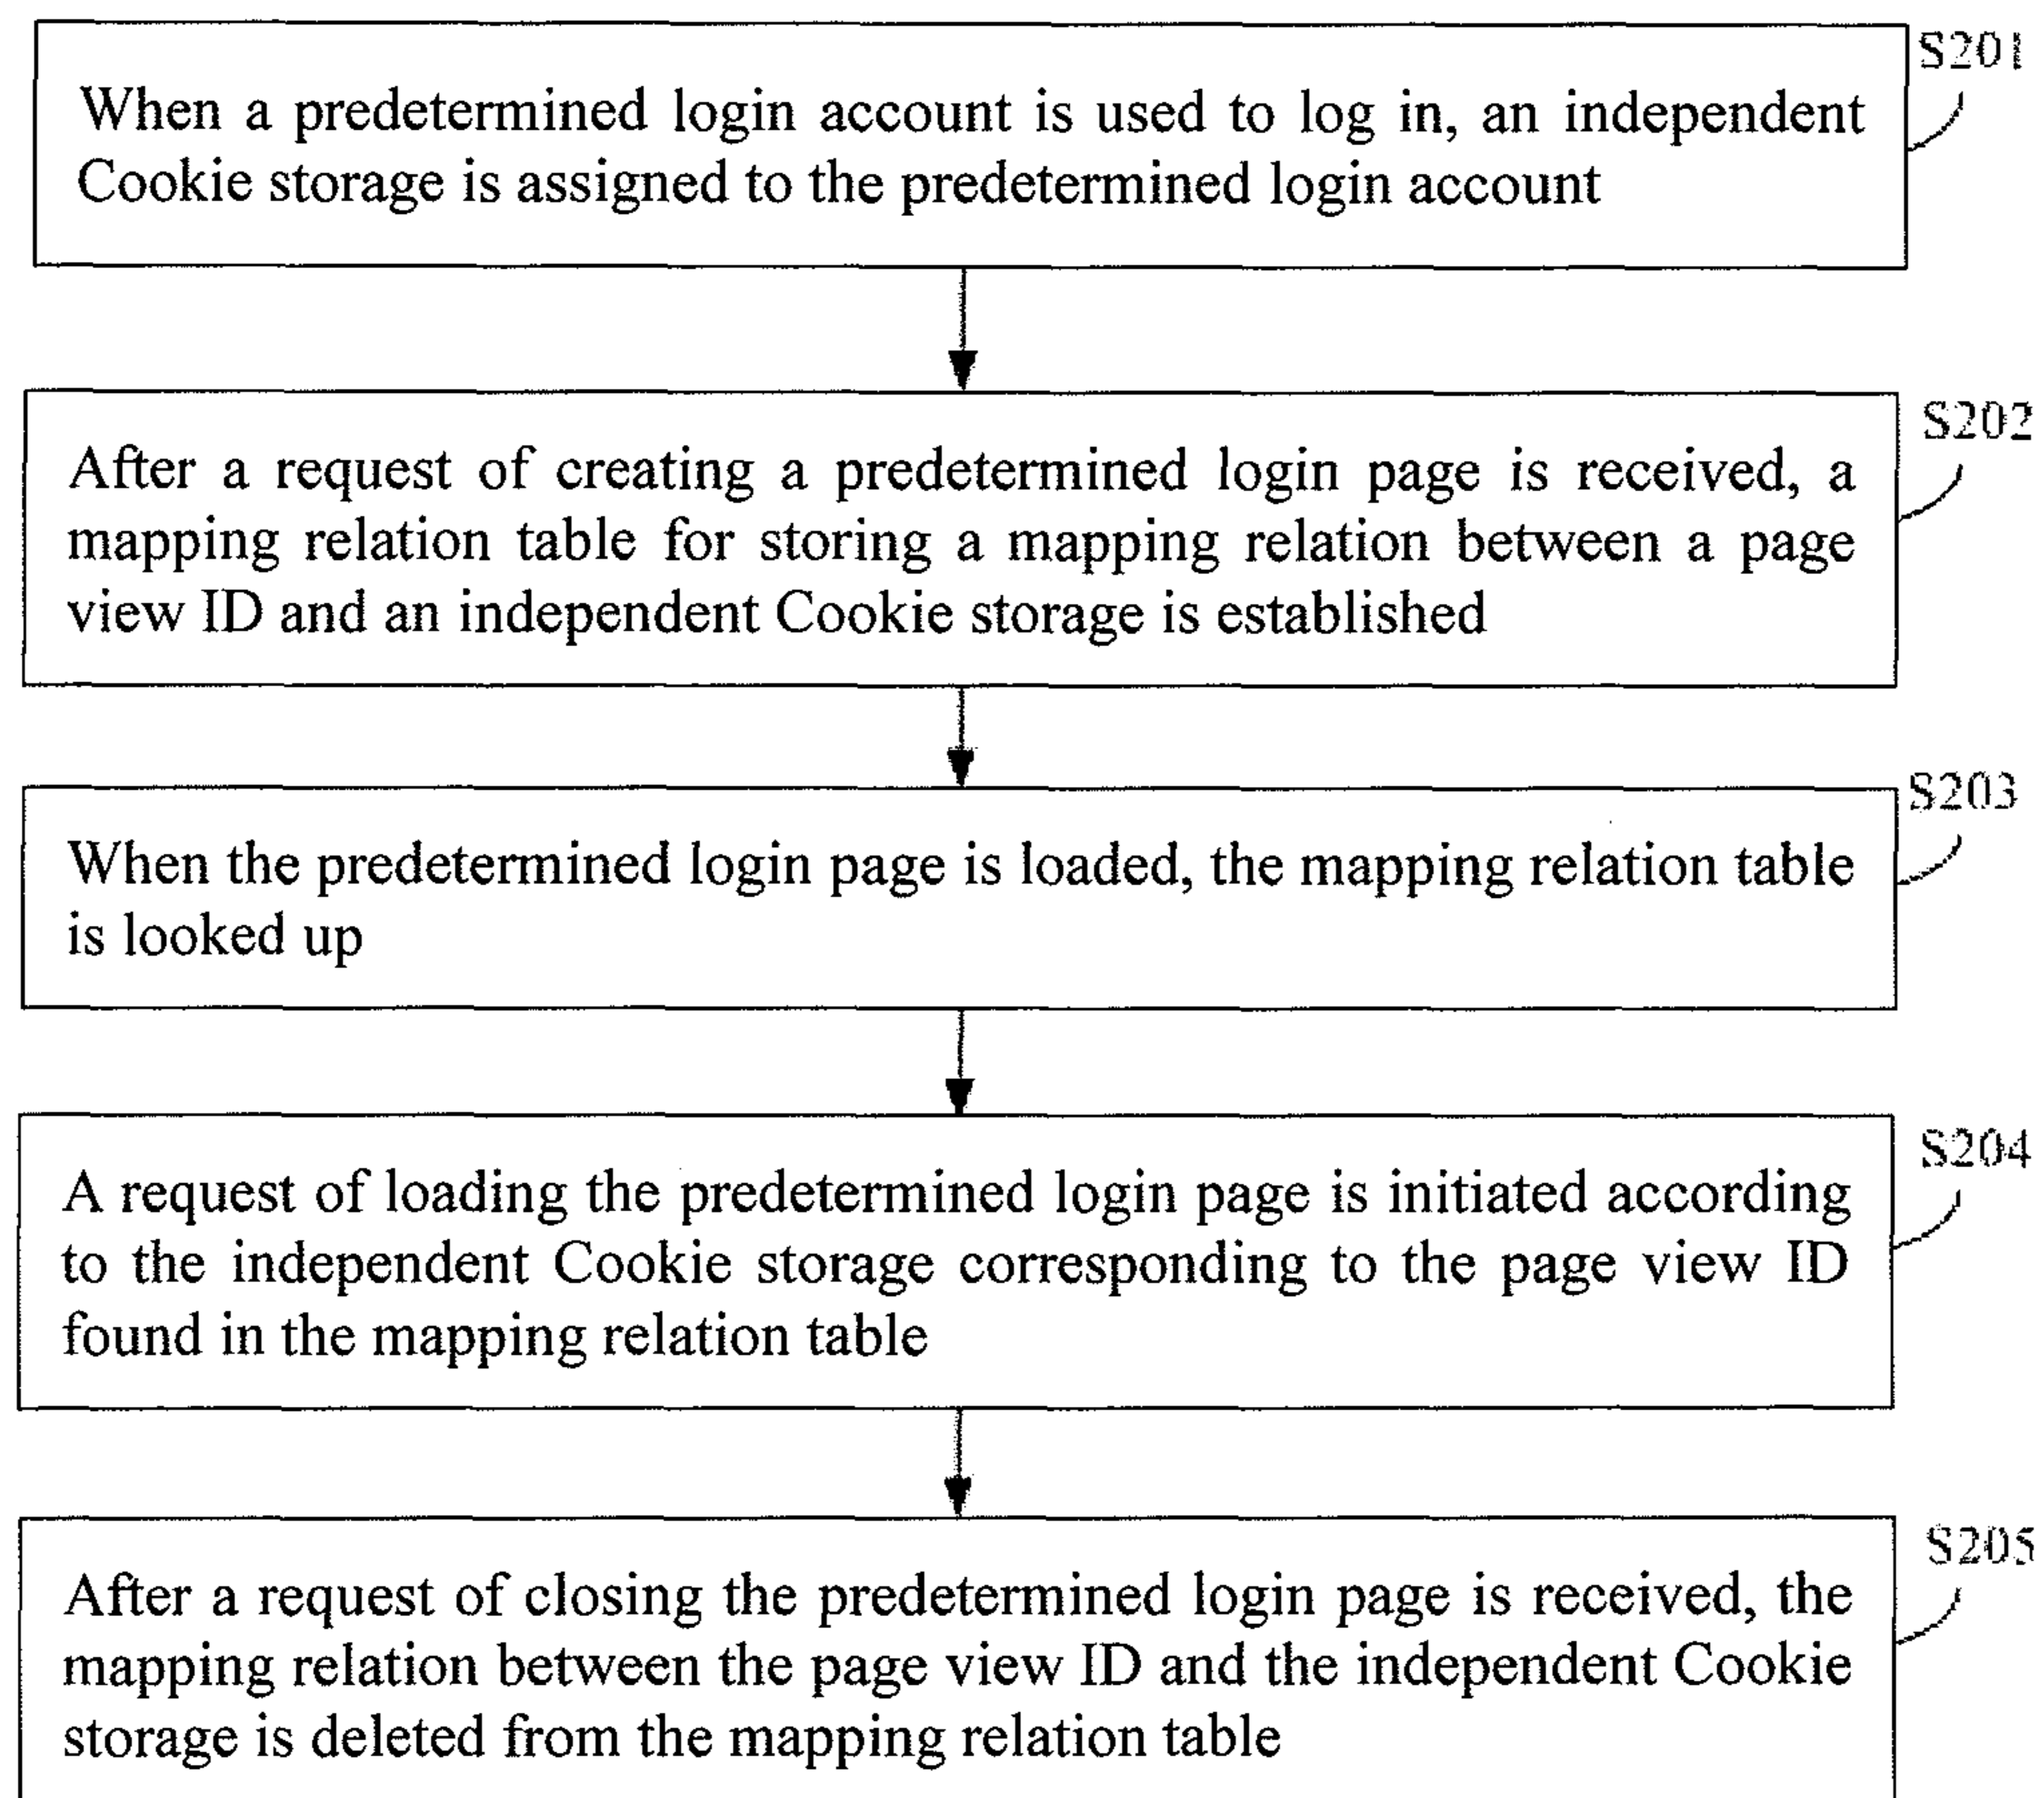 S201
When a predetermined login account is used to log in, an independent
Cookie storage is assigned to the predetermined login account
S202
After a request of creating a predetermined login page is received, a
mapping relation table for storing a mapping relation between a page
view ID and an independent Cookie storage is established
S203
When the predetermined login page is loaded, the mapping relation table
is looked up
S204
A request of loading the predetermined login page is initiated according
to the independent Cookie storage corresponding to the page view ID
found in the mapping relation table
S205
After a request of closing the predetermined login page is received, the
mapping relation between the page view ID and the independent Cookie
storage is deleted from the mapping relation table